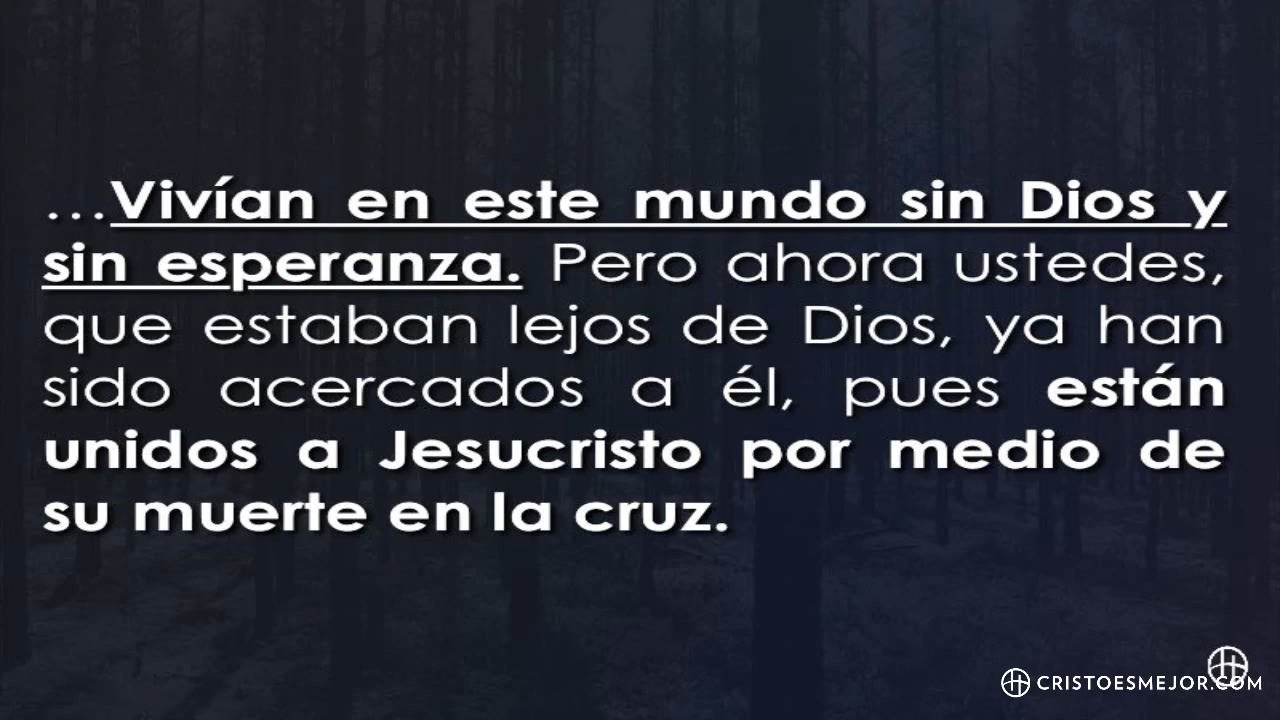 ...Vivían en este mundo sin Dios y
sin esperanza. Pero ahora ustedes,
que estaban lejos de Dios, ya han
sido acercados a él, pues están
unidos a Jesucristo por medio de
su muerte en la cruz.
CRISTOESMEJOR.COM